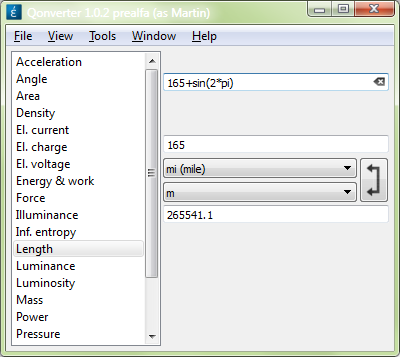 Qonverter 1.0.2 prealfa (as Martin)
File View Tools Window Help
Acceleration
Angle
Area
Density
El. current
El. charge
El. voltage
Energy & work
Force
Illuminance
Inf. entropy
Length
Luminance
Luminosity
Mass
Power
Pressure
165+sin(2*pi)
165
mi (mile)
m
265541.1